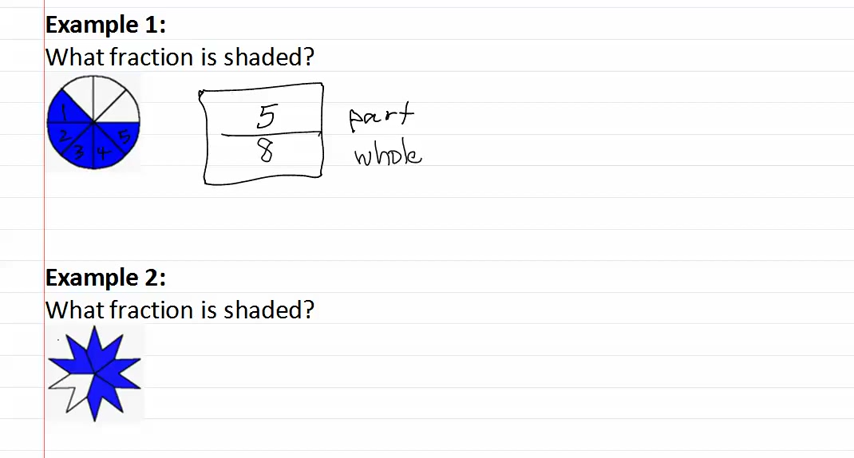 Example 1:
What fraction is shaded?
1
2
3
4
5
5
8
part
whole
Example 2:
What fraction is shaded?